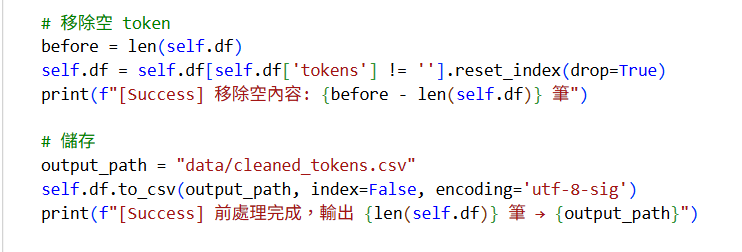 # 移除空 token
before = len(self.df)
self.df = self.df[self.df['tokens'] != ''].reset_index(drop=True)
print(f"[Success] 移除空內容: {before - len(self.df)} 筆")
# 儲存
output_path = "data/cleaned_tokens.csv"
self.df.to_csv(output_path, index=False, encoding='utf-8-sig')
print(f"[Success] 前處理完成，輸出 {len(self.df)} 筆 → {output_path}")